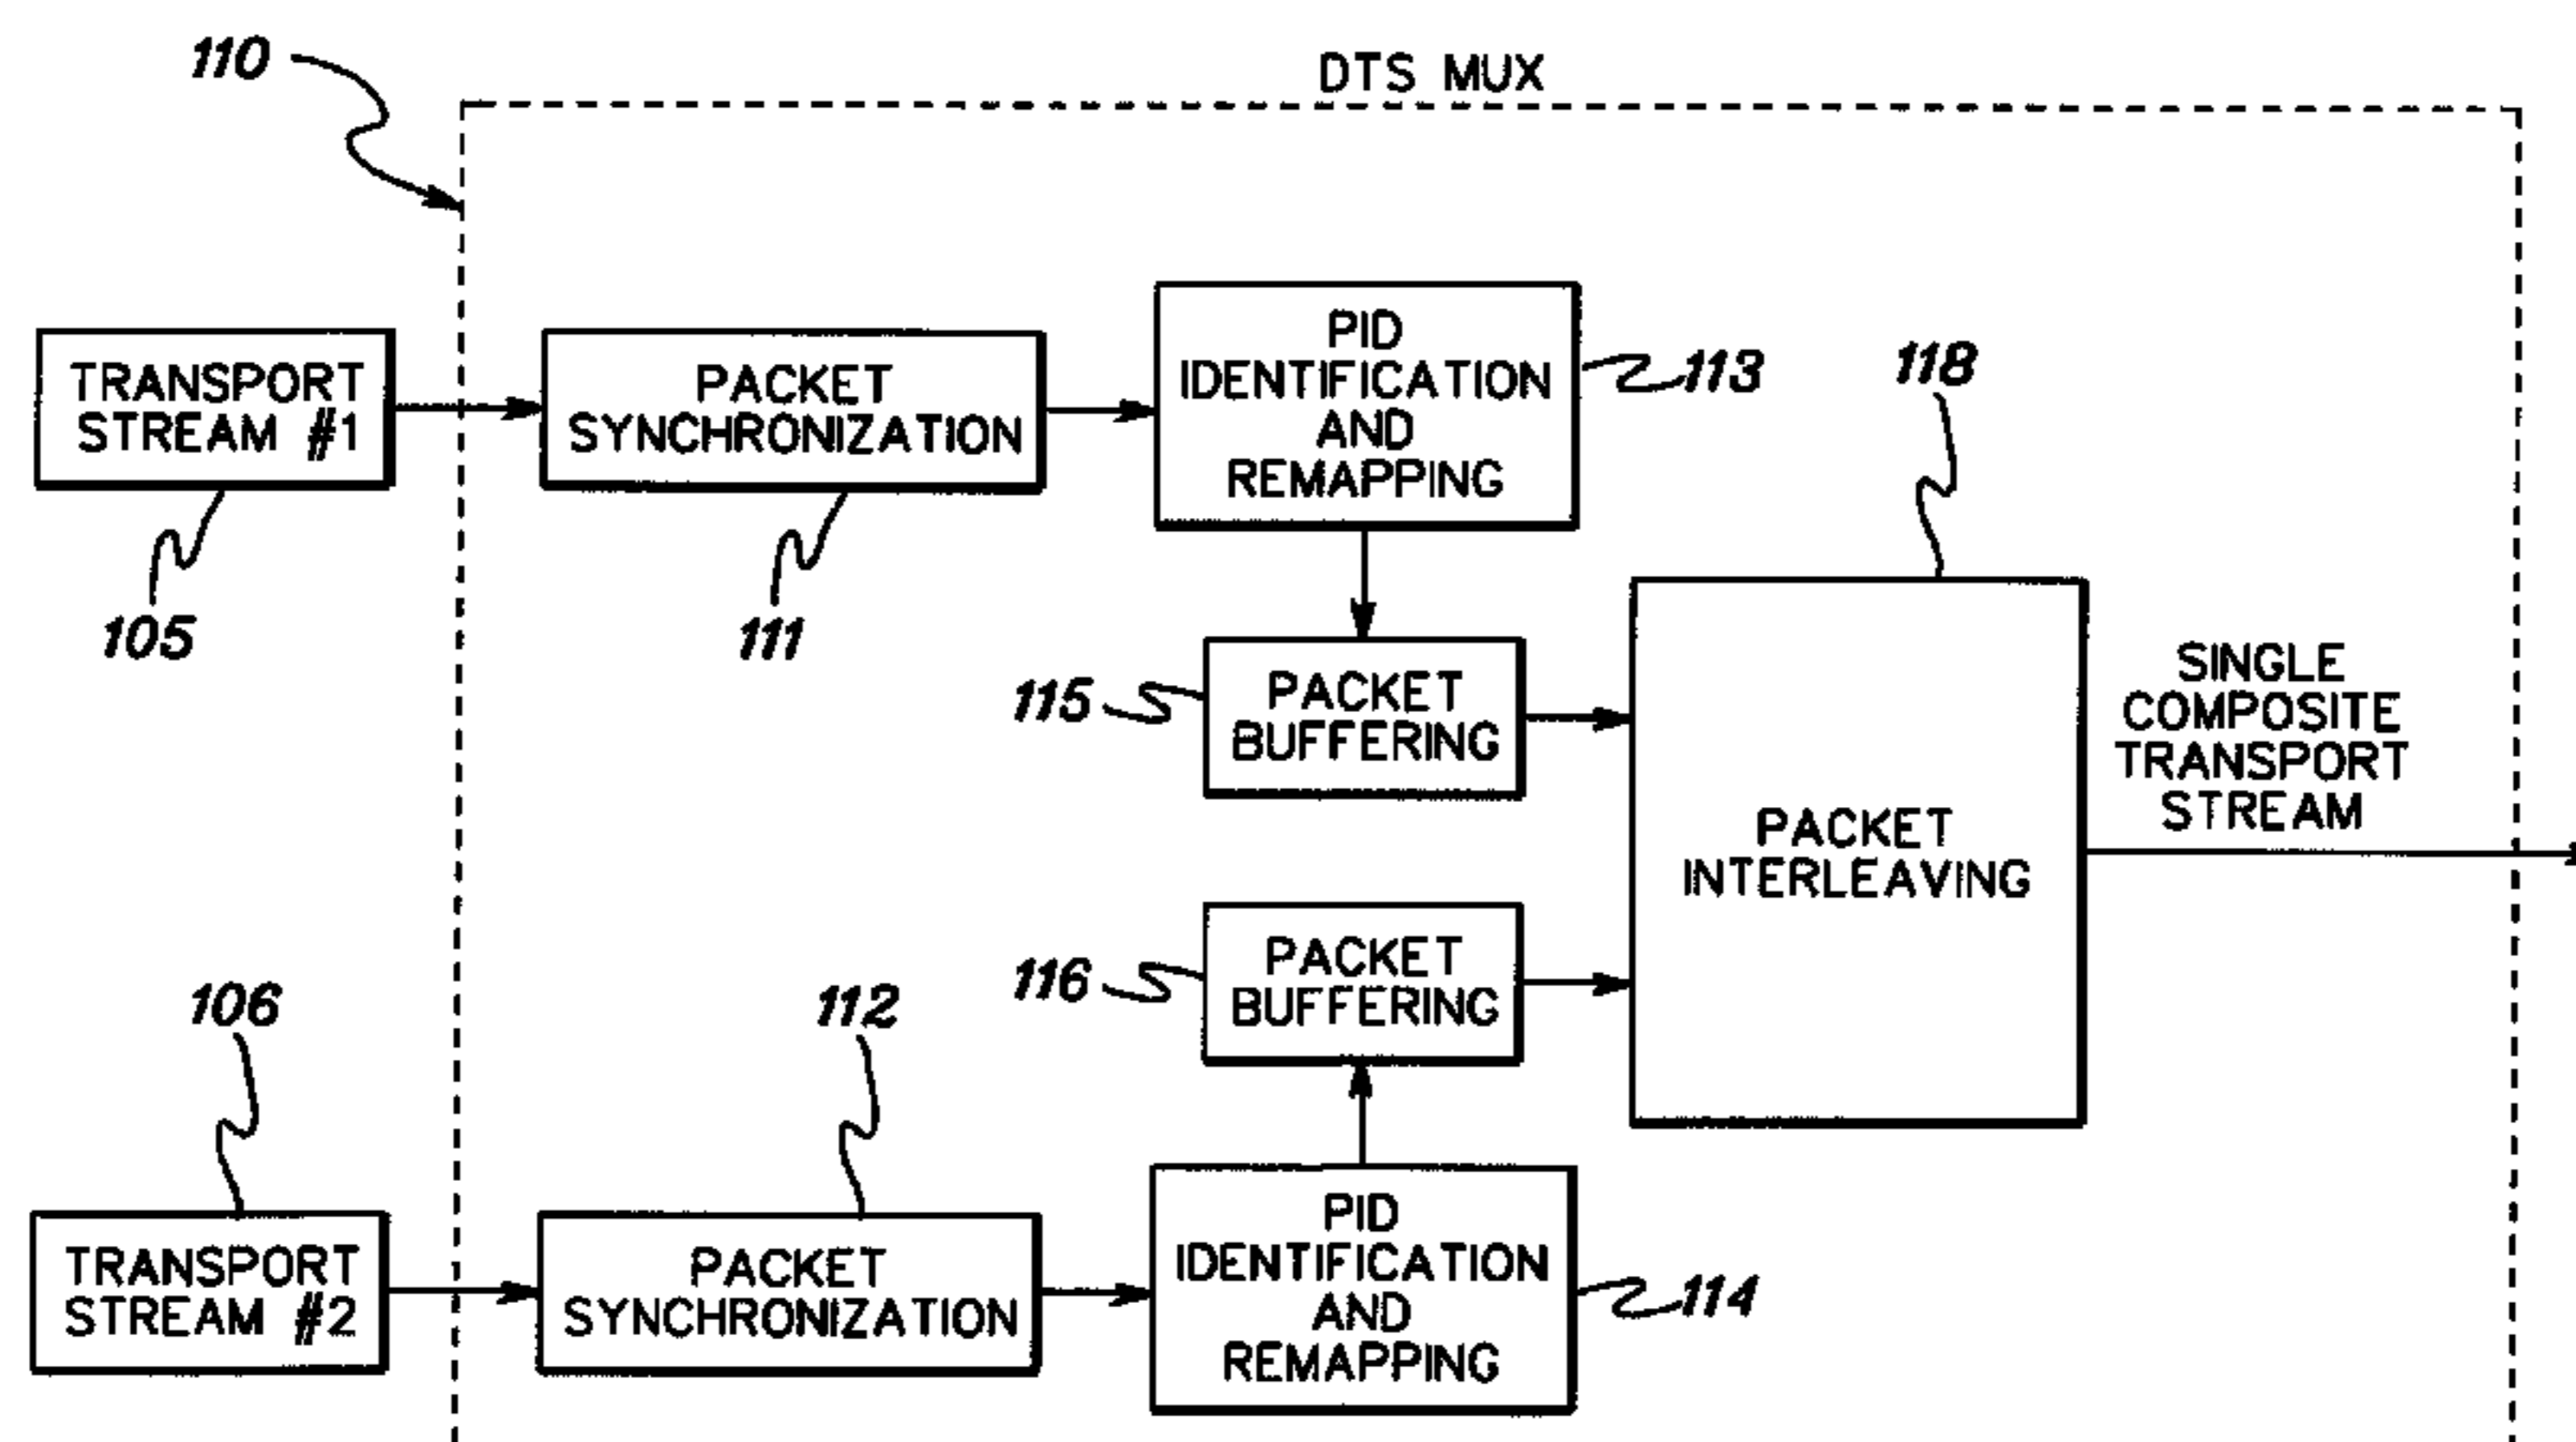 110
DTS MUX
TRANSPORT
STREAM #1
105
PACKET
SYNCHRONIZATION
111
PID
IDENTIFICATION
AND
REMAPPING
113
118
115
PACKET
BUFFERING
PACKET
INTERLEAVING
SINGLE
COMPOSITE
TRANSPORT
STREAM
116
PACKET
BUFFERING
106
TRANSPORT
STREAM #2
112
PACKET
SYNCHRONIZATION
PID
IDENTIFICATION
AND
REMAPPING
114